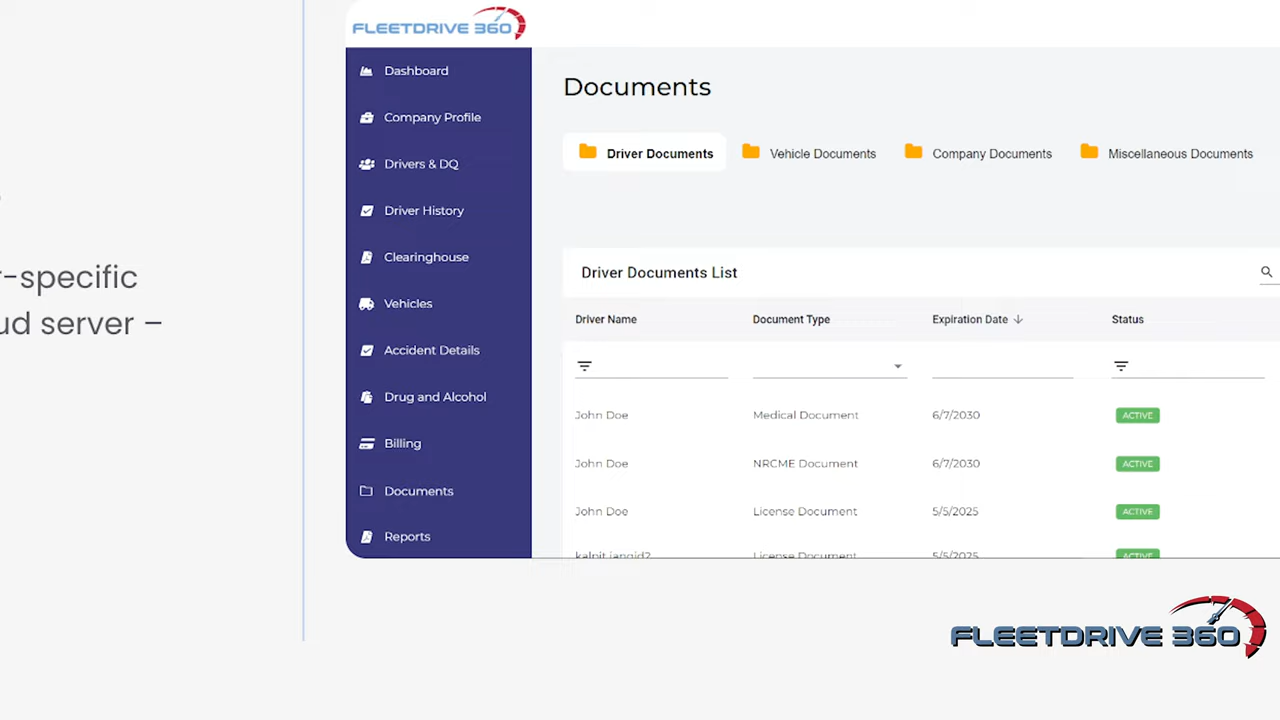 FLEETDRIVE 360
Dashboard
Company Profile
Drivers & DQ
Driver History
Clearinghouse
Vehicles
Accident Details
Drug and Alcohol
Billing
Documents
Reports
Documents
Driver Documents Vehicle Documents Company Documents Miscellaneous Documents
Driver Documents List
Driver Name Document Type Expiration Date Status
John Doe Medical Document 6/7/2030 ACTIVE
John Doe NRCME Document 6/7/2030 ACTIVE
John Doe License Document 5/5/2025 ACTIVE
kalpit jangid2 License Document 5/5/2025 ACTIVE
-specific
ud server –
FLEETDRIVE 360